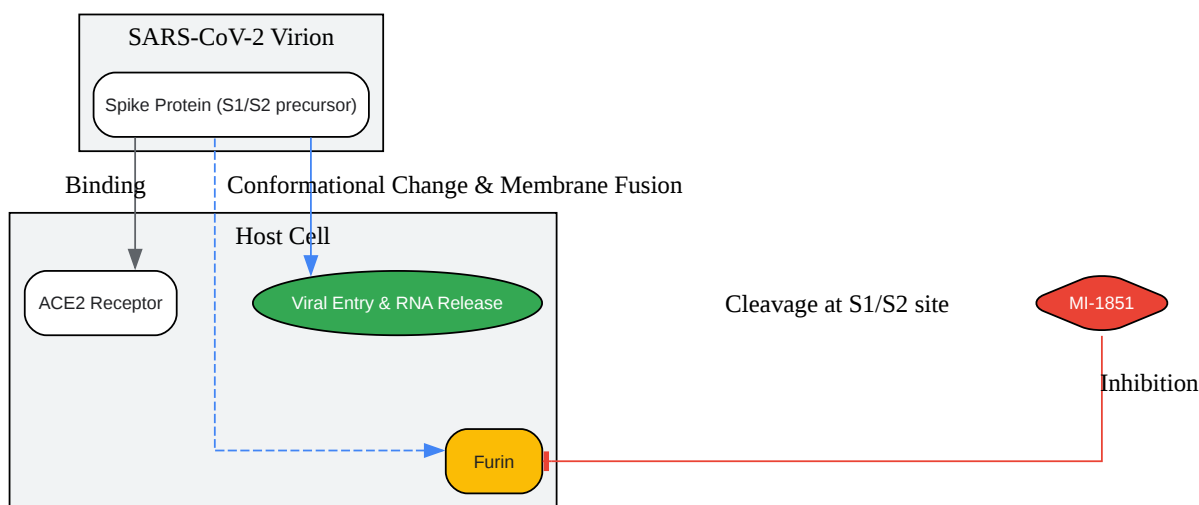 SARS-CoV-2 Virion
Spike Protein (S1/S2 precursor)
Binding
Conformational Change & Membrane Fusion
Host Cell
ACE2 Receptor
Viral Entry & RNA Release
Cleavage at S1/S2 site
MI-1851
Inhibition
Furin